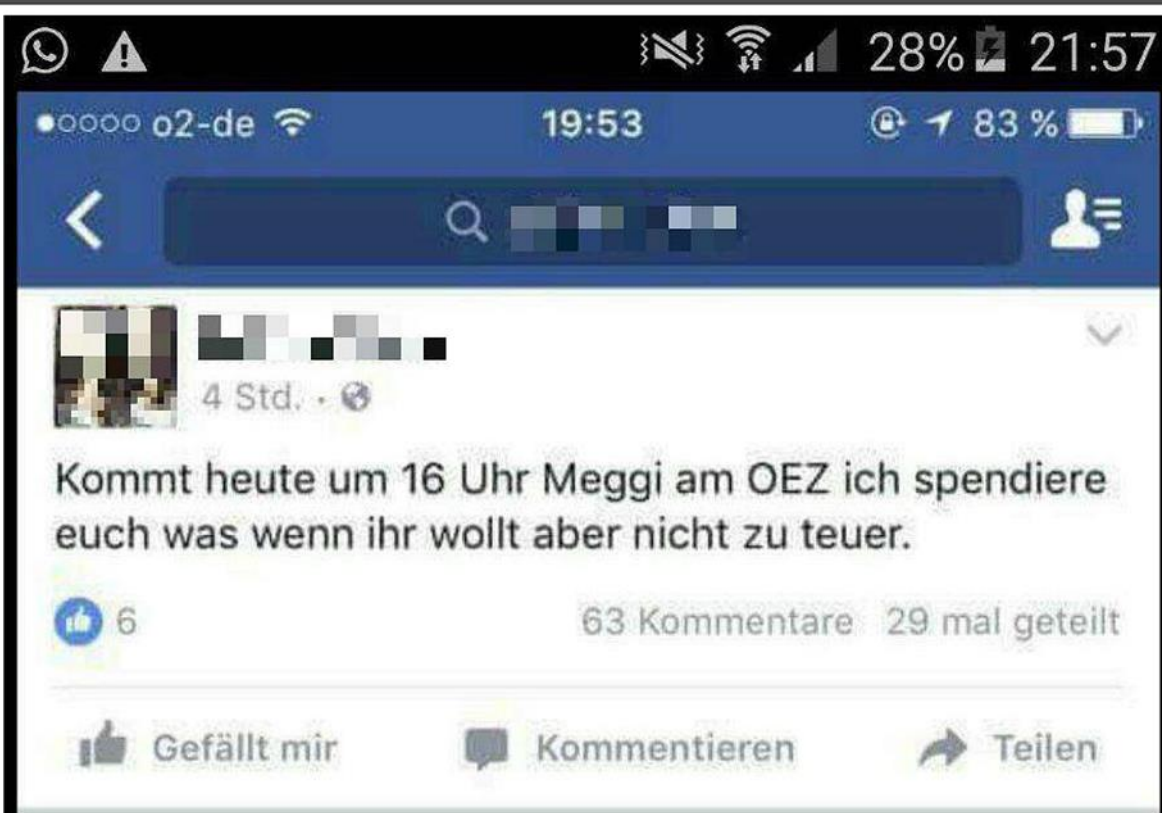 28% 21:57
o2-de 19:53 83 %
4 Std.
Kommt heute um 16 Uhr Meggi am OEZ ich spendiere
euch was wenn ihr wollt aber nicht zu teuer.
6 63 Kommentare 29 mal geteilt
Gefällt mir Kommentieren Teilen